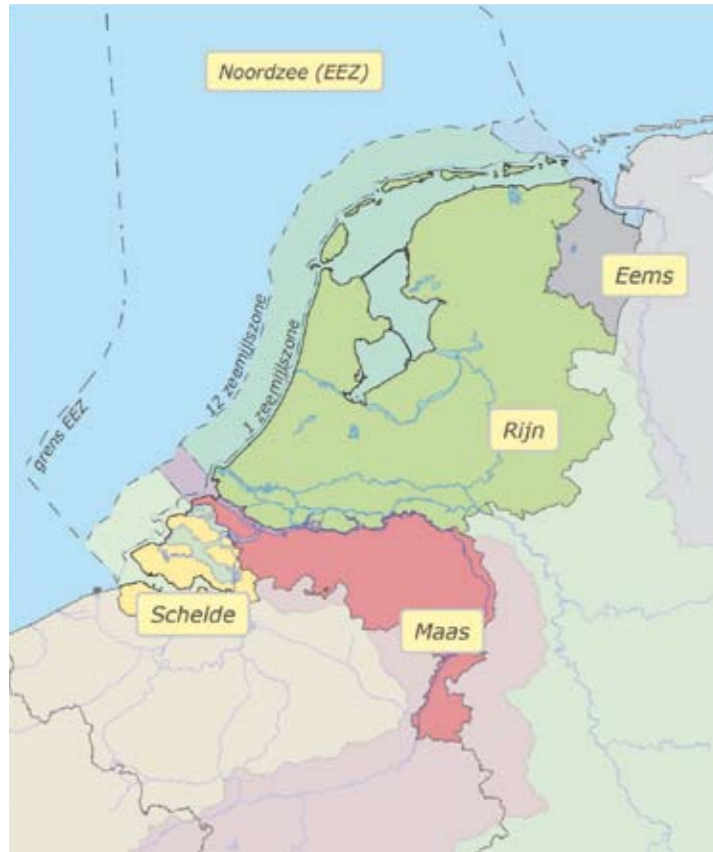 Noordzee (EEZ)
Eems
12 zeemijlszone
1 zeemijlszone
grens EEZ
Rijn
Schelde
Maas